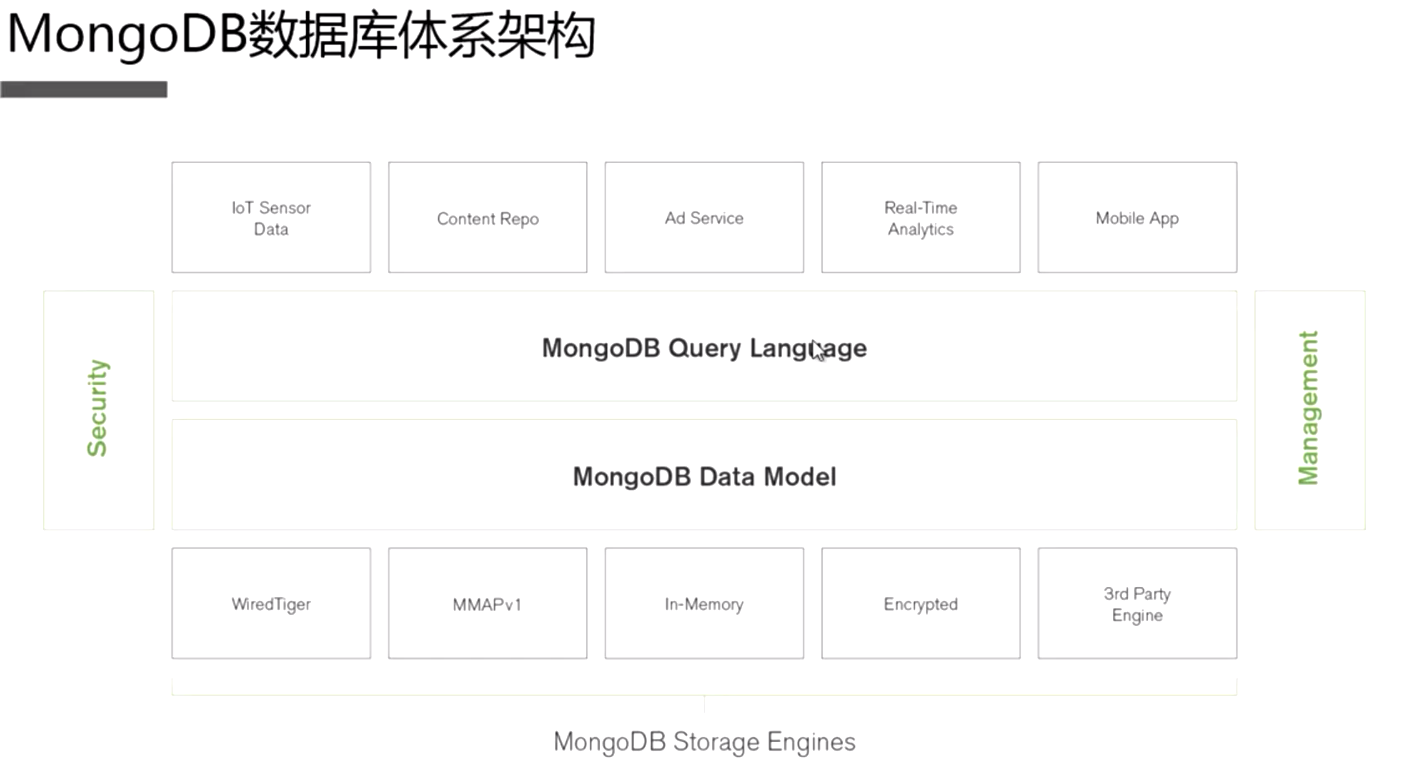 MongoDB数据库体系架构
IoT Sensor
Data
Content Repo
Ad Service
Real-Time
Analytics
Mobile App
Security
MongoDB Query Language
Management
MongoDB Data Model
WiredTiger
MMAPv1
In-Memory
Encrypted
3rd Party
Engine
MongoDB Storage Engines